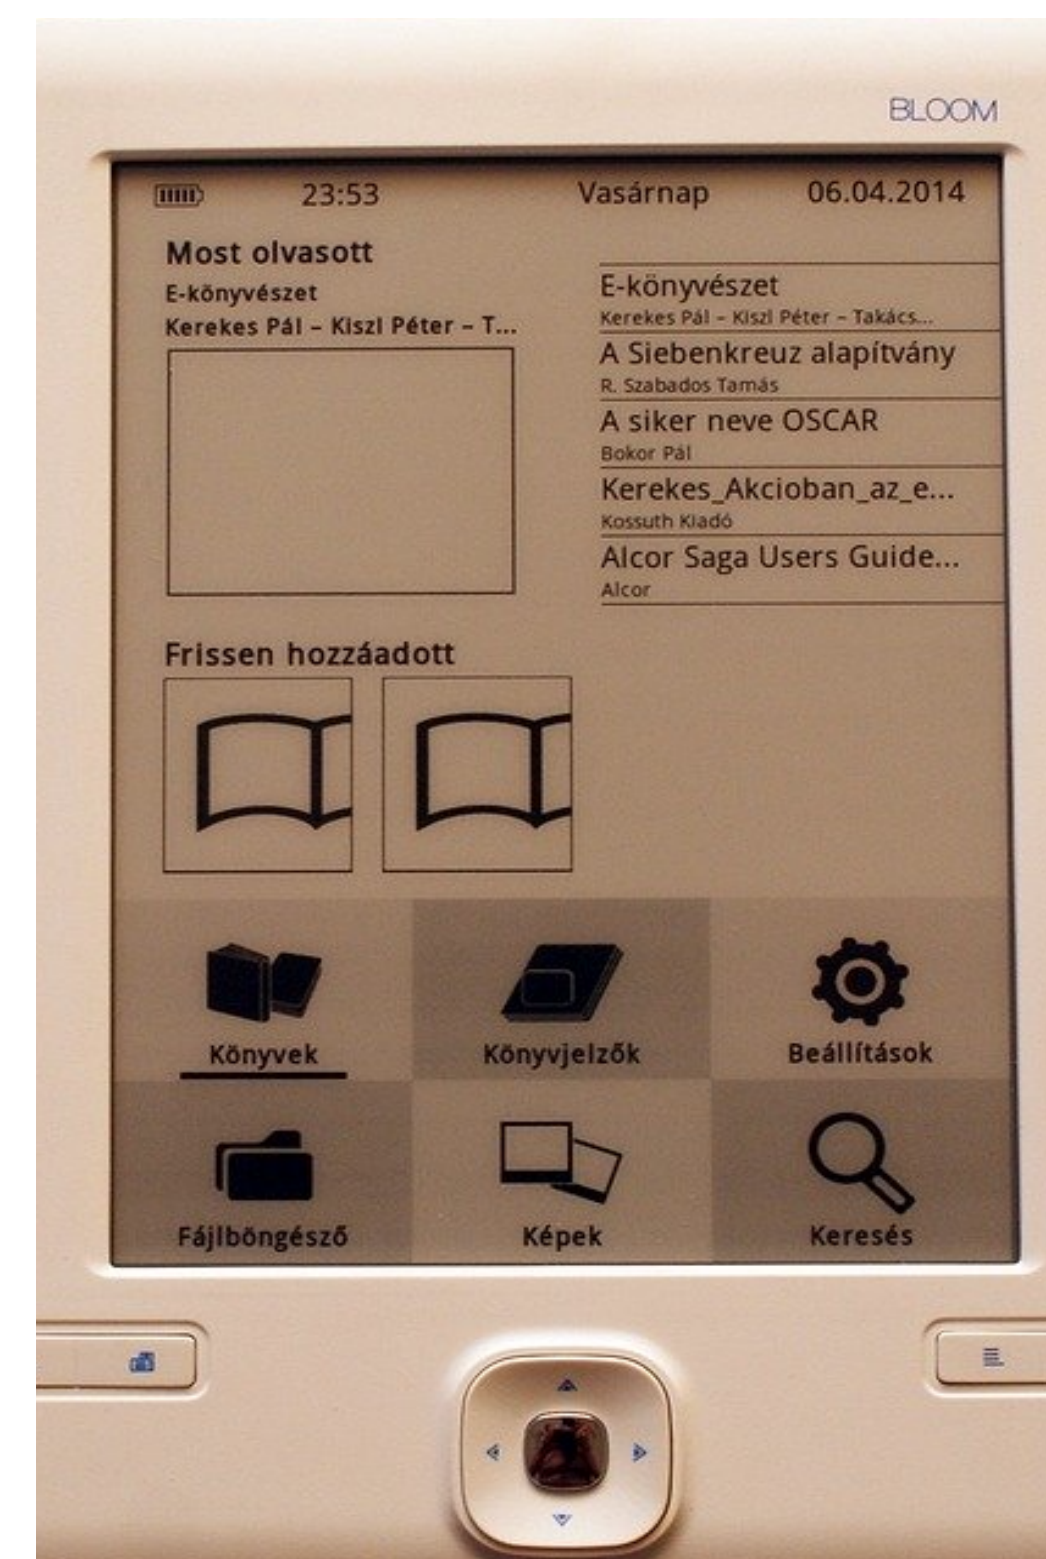 BLOOM
23:53 Vasárnap 06.04.2014
Most olvasott
E-könyvészet
Kerekes Pál – Kiszl Péter – T...
E-könyvészet
Kerekes Pál – Kiszl Péter – Takács...
A Siebenkreuz alapítvány
R. Szabados Tamás
A siker neve OSCAR
Bokor Pál
Kerekes_Akcioban_az_e...
Kossuth Kiadó
Alcor Saga Users Guide...
Alcor
Frissen hozzáadott
Könyvek
Könyvjelzők
Beállítások
Fájlböngésző
Képek
Keresés